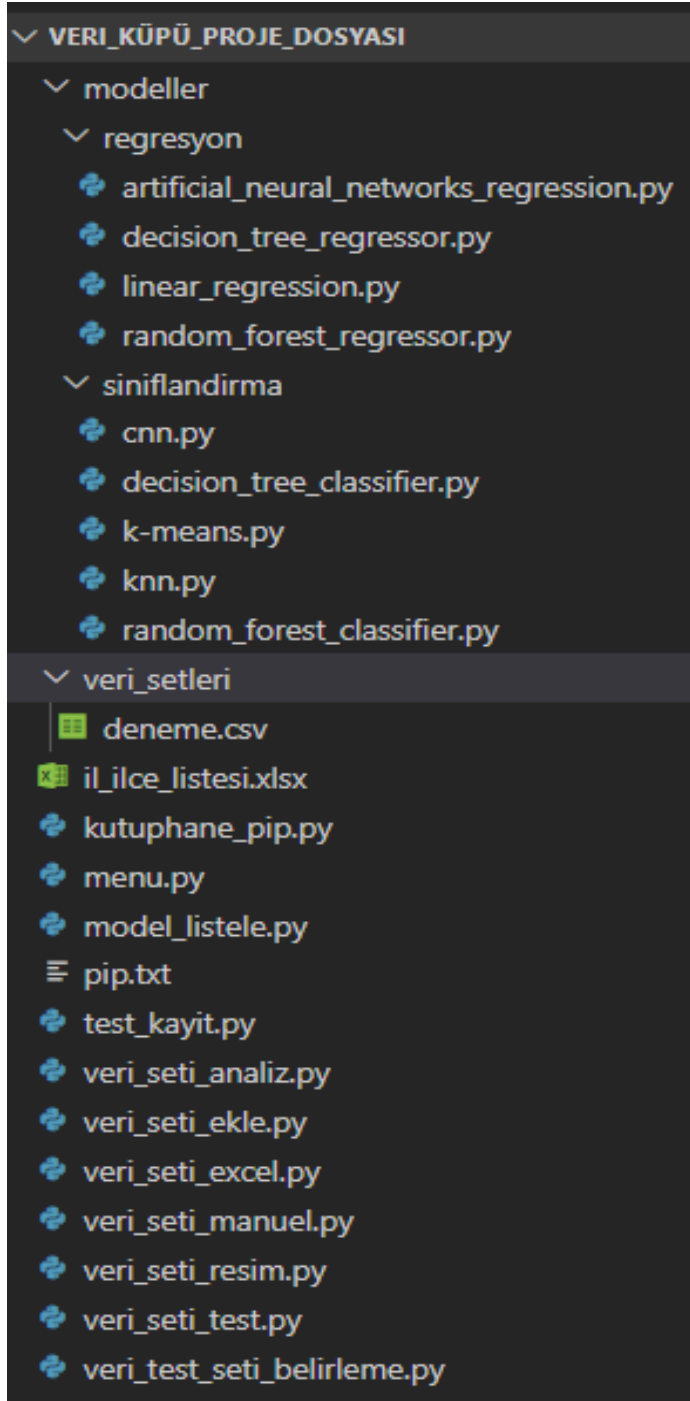 VERI_KÜPÜ_PROJE_DOSYASI
modeller
regresyon
artificial_neural_networks_regression.py
decision_tree_regressor.py
linear_regression.py
random_forest_regressor.py
siniflandirma
cnn.py
decision_tree_classifier.py
k-means.py
knn.py
random_forest_classifier.py
veri_setleri
deneme.csv
il_ilce_listesi.xlsx
kutuphane_pip.py
menu.py
model_listele.py
pip.txt
test_kayit.py
veri_seti_analiz.py
veri_seti_ekle.py
veri_seti_excel.py
veri_seti_manuel.py
veri_seti_resim.py
veri_seti_test.py
veri_test_seti_belirleme.py